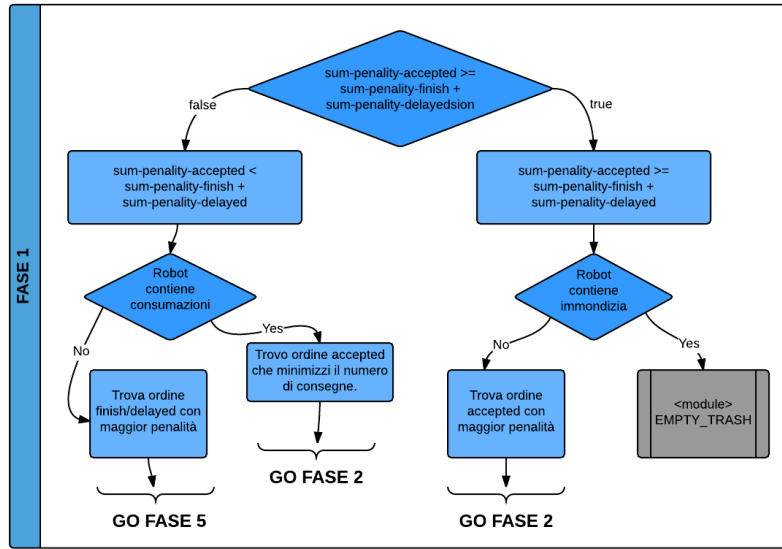 FASE 1
sum-penality-accepted >=
sum-penality-finish +
sum-penality-delayedsion
false
true
sum-penality-accepted <
sum-penality-finish +
sum-penality-delayed
sum-penality-accepted >=
sum-penality-finish +
sum-penality-delayed
Robot
contiene
consumazioni
Robot
contiene
immondizia
No
Yes
No
Yes
Trova ordine
finish/delayed con
maggior penalità
Trovo ordine accepted
che minimizzi il numero
di consegne.
Trova ordine
accepted con
maggior penalità
<module>
EMPTY_TRASH
GO FASE 5
GO FASE 2
GO FASE 2